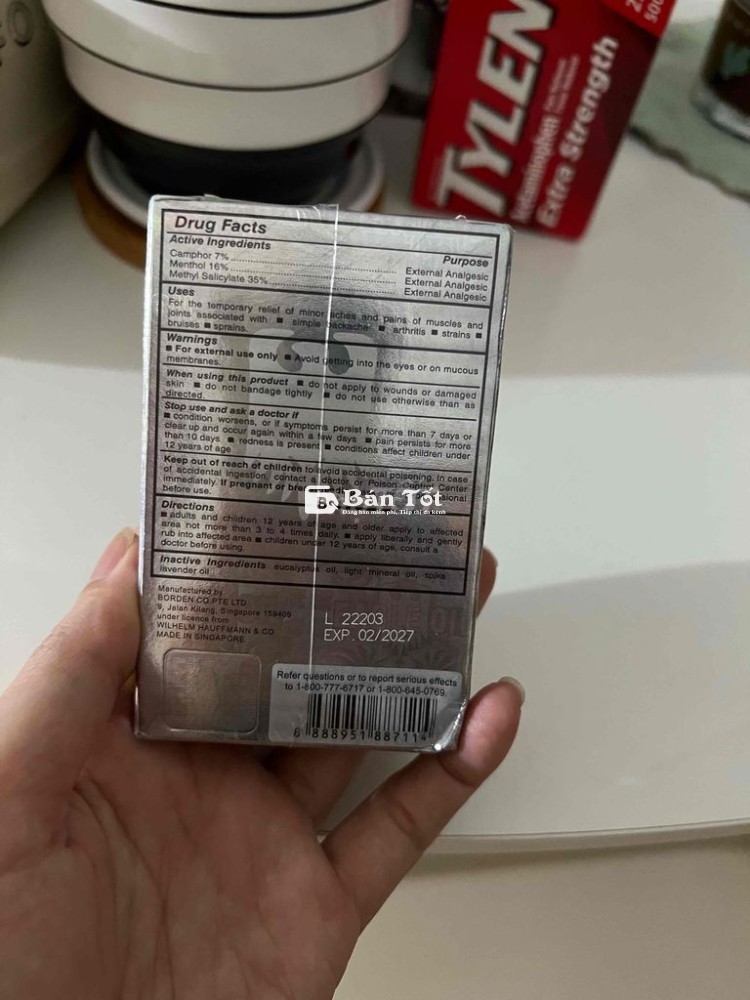 TYLEN
Extra Strength
Drug Facts
Active Ingredients
Purpose
Camphor 7%
External Analgesic
Menthol 16%
External Analgesic
Methyl Salicylate 35%
External Analgesic
Uses
For the temporary relief of minor aches and pains of muscles and
joints associated with ■ simple backache ■ arthritis ■ strains ■
bruises ■ sprains.
Warnings
■ For external use only ■ Avoid getting into the eyes or on mucous
membranes.
When using this product ■ do not apply to wounds or damaged
skin ■ do not bandage tightly ■ do not use otherwise than as
directed.
Stop use and ask a doctor if
■ condition worsens, or if symptoms persist for more than 7 days or
clear up and occur again within a few days ■ pain persists for more
than 10 days ■ redness is present ■ conditions affect children under
12 years of age
Keep out of reach of children to avoid accidental poisoning. In case
of accidental ingestion, contact a doctor or Poison Control Center
immediately. If pregnant or
before use.
Bán Tốt
Đăng bán miễn phí, Tiếp thị đa kênh
Directions
■ adults and children 12 years of age and older apply to affected
area not more than 3 to 4 times daily. ■ apply liberally and gently
rub into affected area ■ children under 12 years of age, consult a
doctor before using.
Inactive Ingredients eucalyptus oil, light mineral oil, spike
lavender oil
Manufactured by
BORDEN CO PTE LTD
9, Jalan Kilang, Singapore 159409
under licence from
WILHELM HAUFFMANN & CO
MADE IN SINGAPORE
L 22203
EXP. 02/2027
Refer questions or to report serious effects
to 1-800-777-6717 or 1-800-645-0769.
8 888951 887114